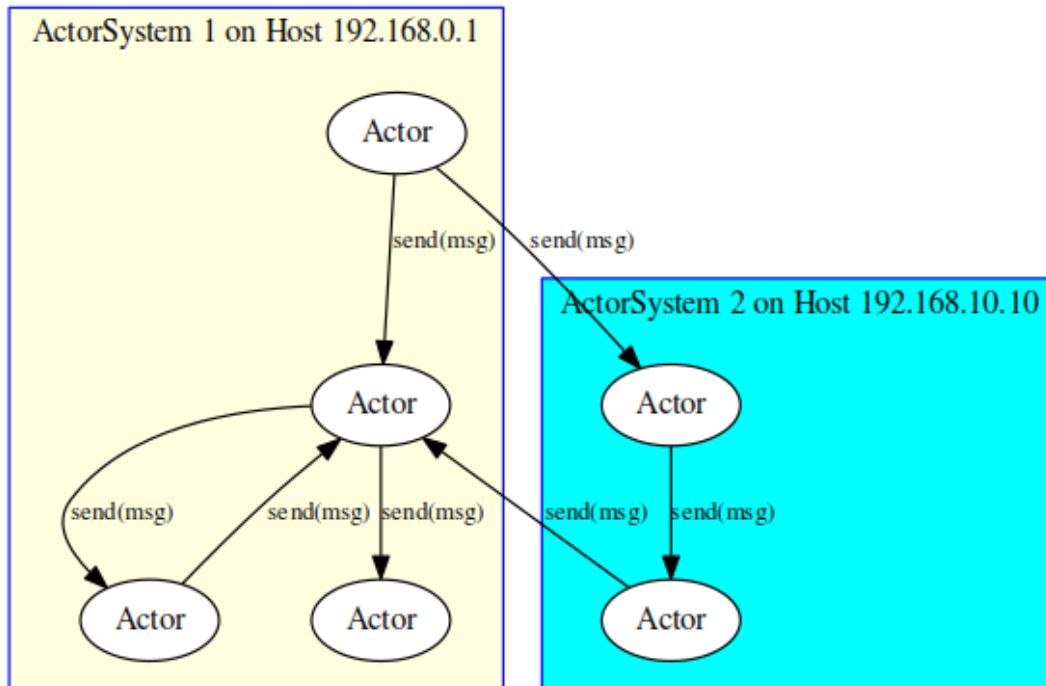 ActorSystem 1 on Host 192.168.0.1
Actor
send(msg)
send(msg)
ActorSystem 2 on Host 192.168.10.10
Actor
Actor
send(msg)
send(msg)
send(msg)
send(msg)
send(msg)
Actor
Actor
Actor